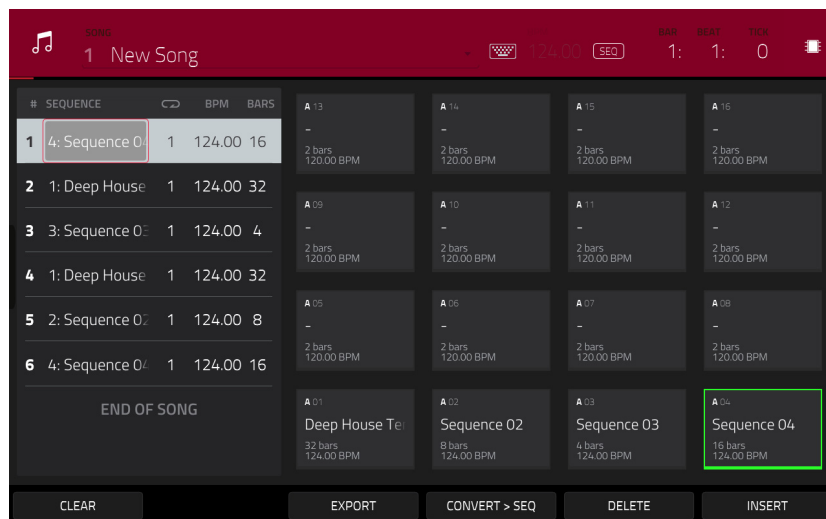 SONG
1 New Song
124.00 SEQ
BAR BEAT TICK
1: 1: 0
# SEQUENCE BPM BARS
1 4: Sequence 04 1 124.00 16
2 1: Deep House 1 124.00 32
3 3: Sequence 03 1 124.00 4
4 1: Deep House 1 124.00 32
5 2: Sequence 02 1 124.00 8
6 4: Sequence 04 1 124.00 16
END OF SONG
A 13
-
2 bars
120.00 BPM
A 14
-
2 bars
120.00 BPM
A 15
-
2 bars
120.00 BPM
A 16
-
2 bars
120.00 BPM
A 09
-
2 bars
120.00 BPM
A 10
-
2 bars
120.00 BPM
A 11
-
2 bars
120.00 BPM
A 12
-
2 bars
120.00 BPM
A 05
-
2 bars
120.00 BPM
A 06
-
2 bars
120.00 BPM
A 07
-
2 bars
120.00 BPM
A 08
-
2 bars
120.00 BPM
A 01
Deep House Te
32 bars
124.00 BPM
A 02
Sequence 02
8 bars
124.00 BPM
A 03
Sequence 03
4 bars
124.00 BPM
A 04
Sequence 04
16 bars
124.00 BPM
CLEAR
EXPORT
CONVERT > SEQ
DELETE
INSERT